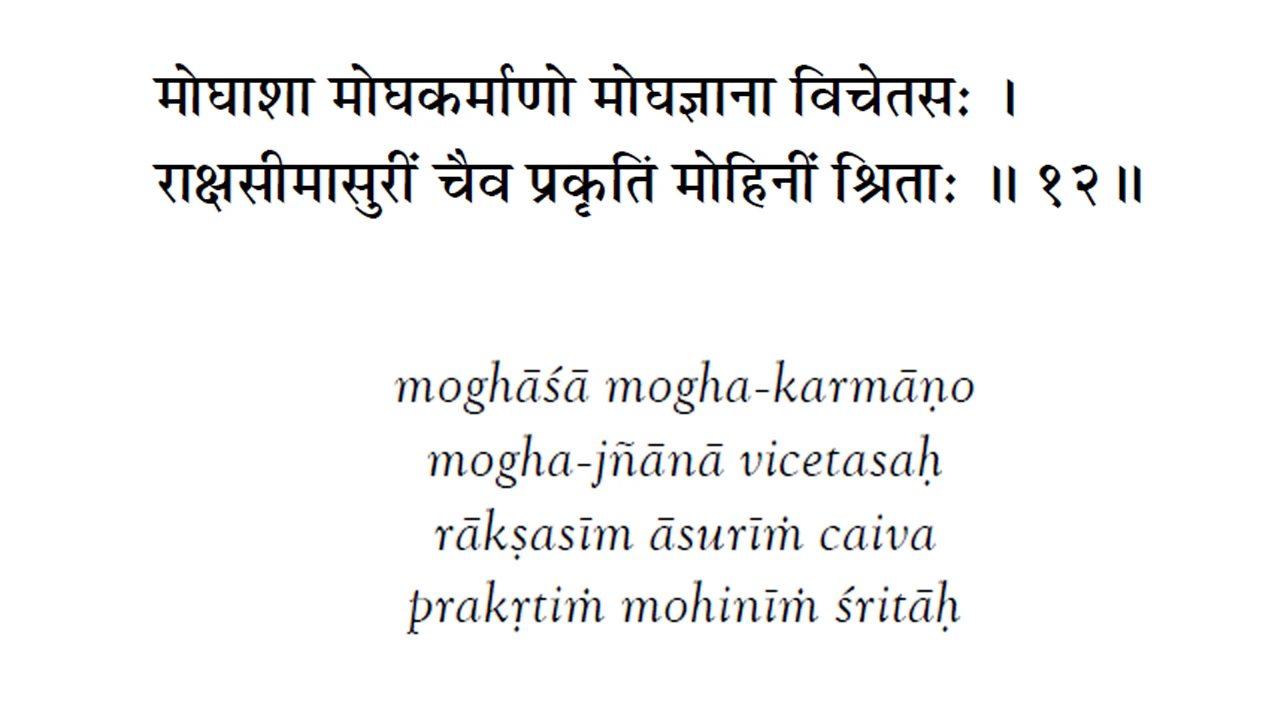 मोघाशा मोघकर्माणो मोघज्ञाना विचेतसः ।
राक्षसीमासुरीं चैव प्रकृतिं मोहिनीं श्रिताः ॥ १२॥
moghāśā mogha-karmāṇo
mogha-jñānā vicetasaḥ
rākṣasīm āsurīṁ caiva
prakṛtiṁ mohinīṁ śritāḥ